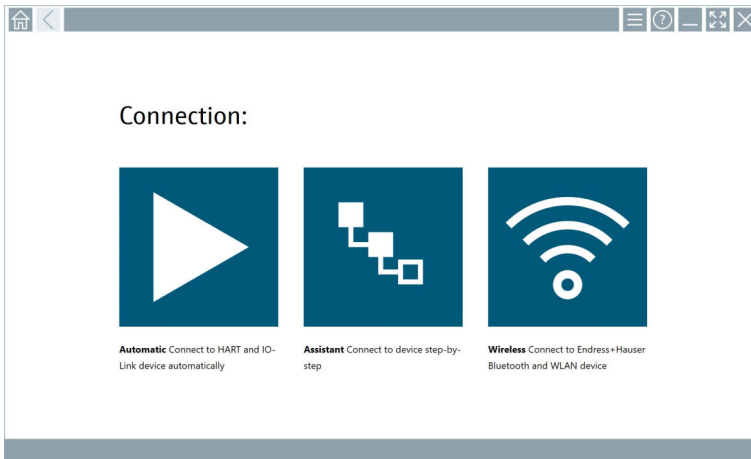 Connection:
Automatic Connect to HART and IO-
Link device automatically
Assistant Connect to device step-by-
step
Wireless Connect to Endress+Hauser
Bluetooth and WLAN device